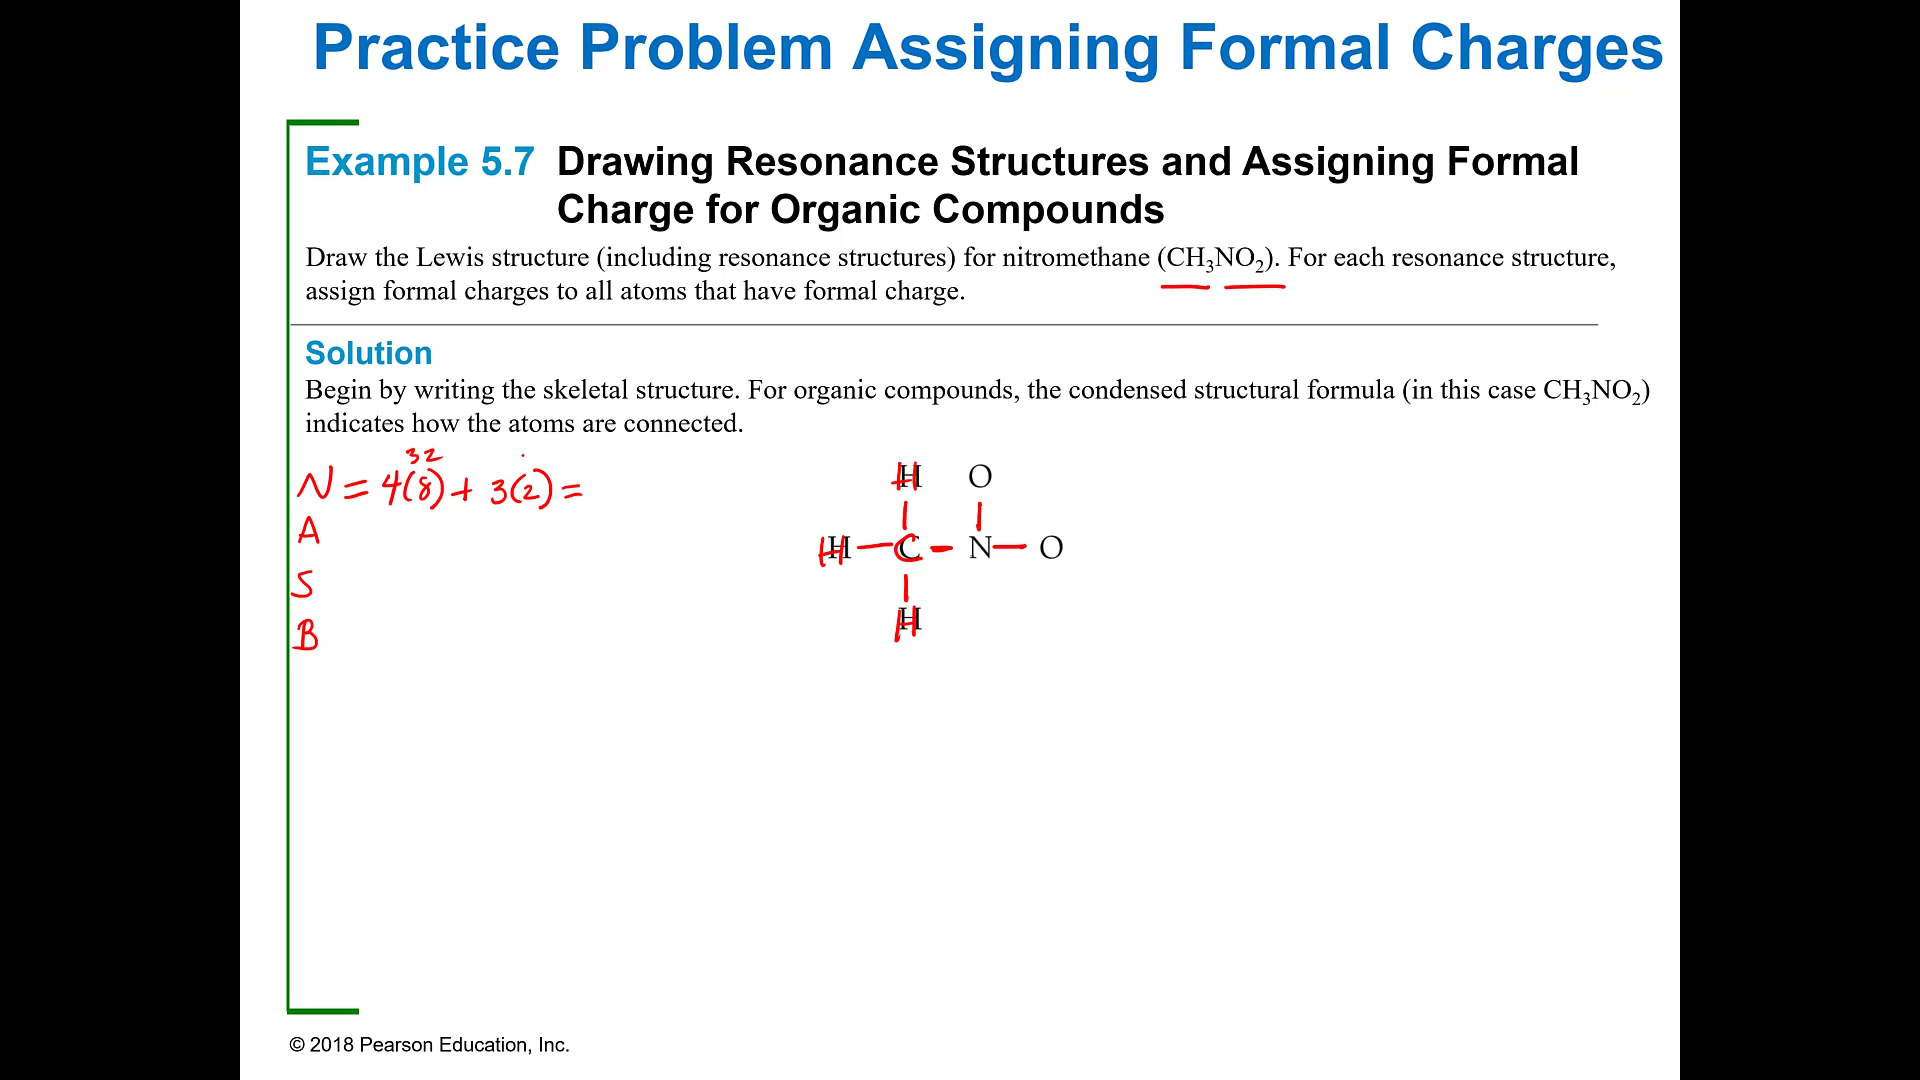 Practice Problem Assigning Formal Charges
Example 5.7 Drawing Resonance Structures and Assigning Formal
Charge for Organic Compounds
Draw the Lewis structure (including resonance structures) for nitromethane (CH₃NO₂). For each resonance structure,
assign formal charges to all atoms that have formal charge.
Solution
Begin by writing the skeletal structure. For organic compounds, the condensed structural formula (in this case CH₃NO₂)
indicates how the atoms are connected.
32
N = 4(8) + 3(2) =
A
S
B
H O
H — C - N — O
H
© 2018 Pearson Education, Inc.